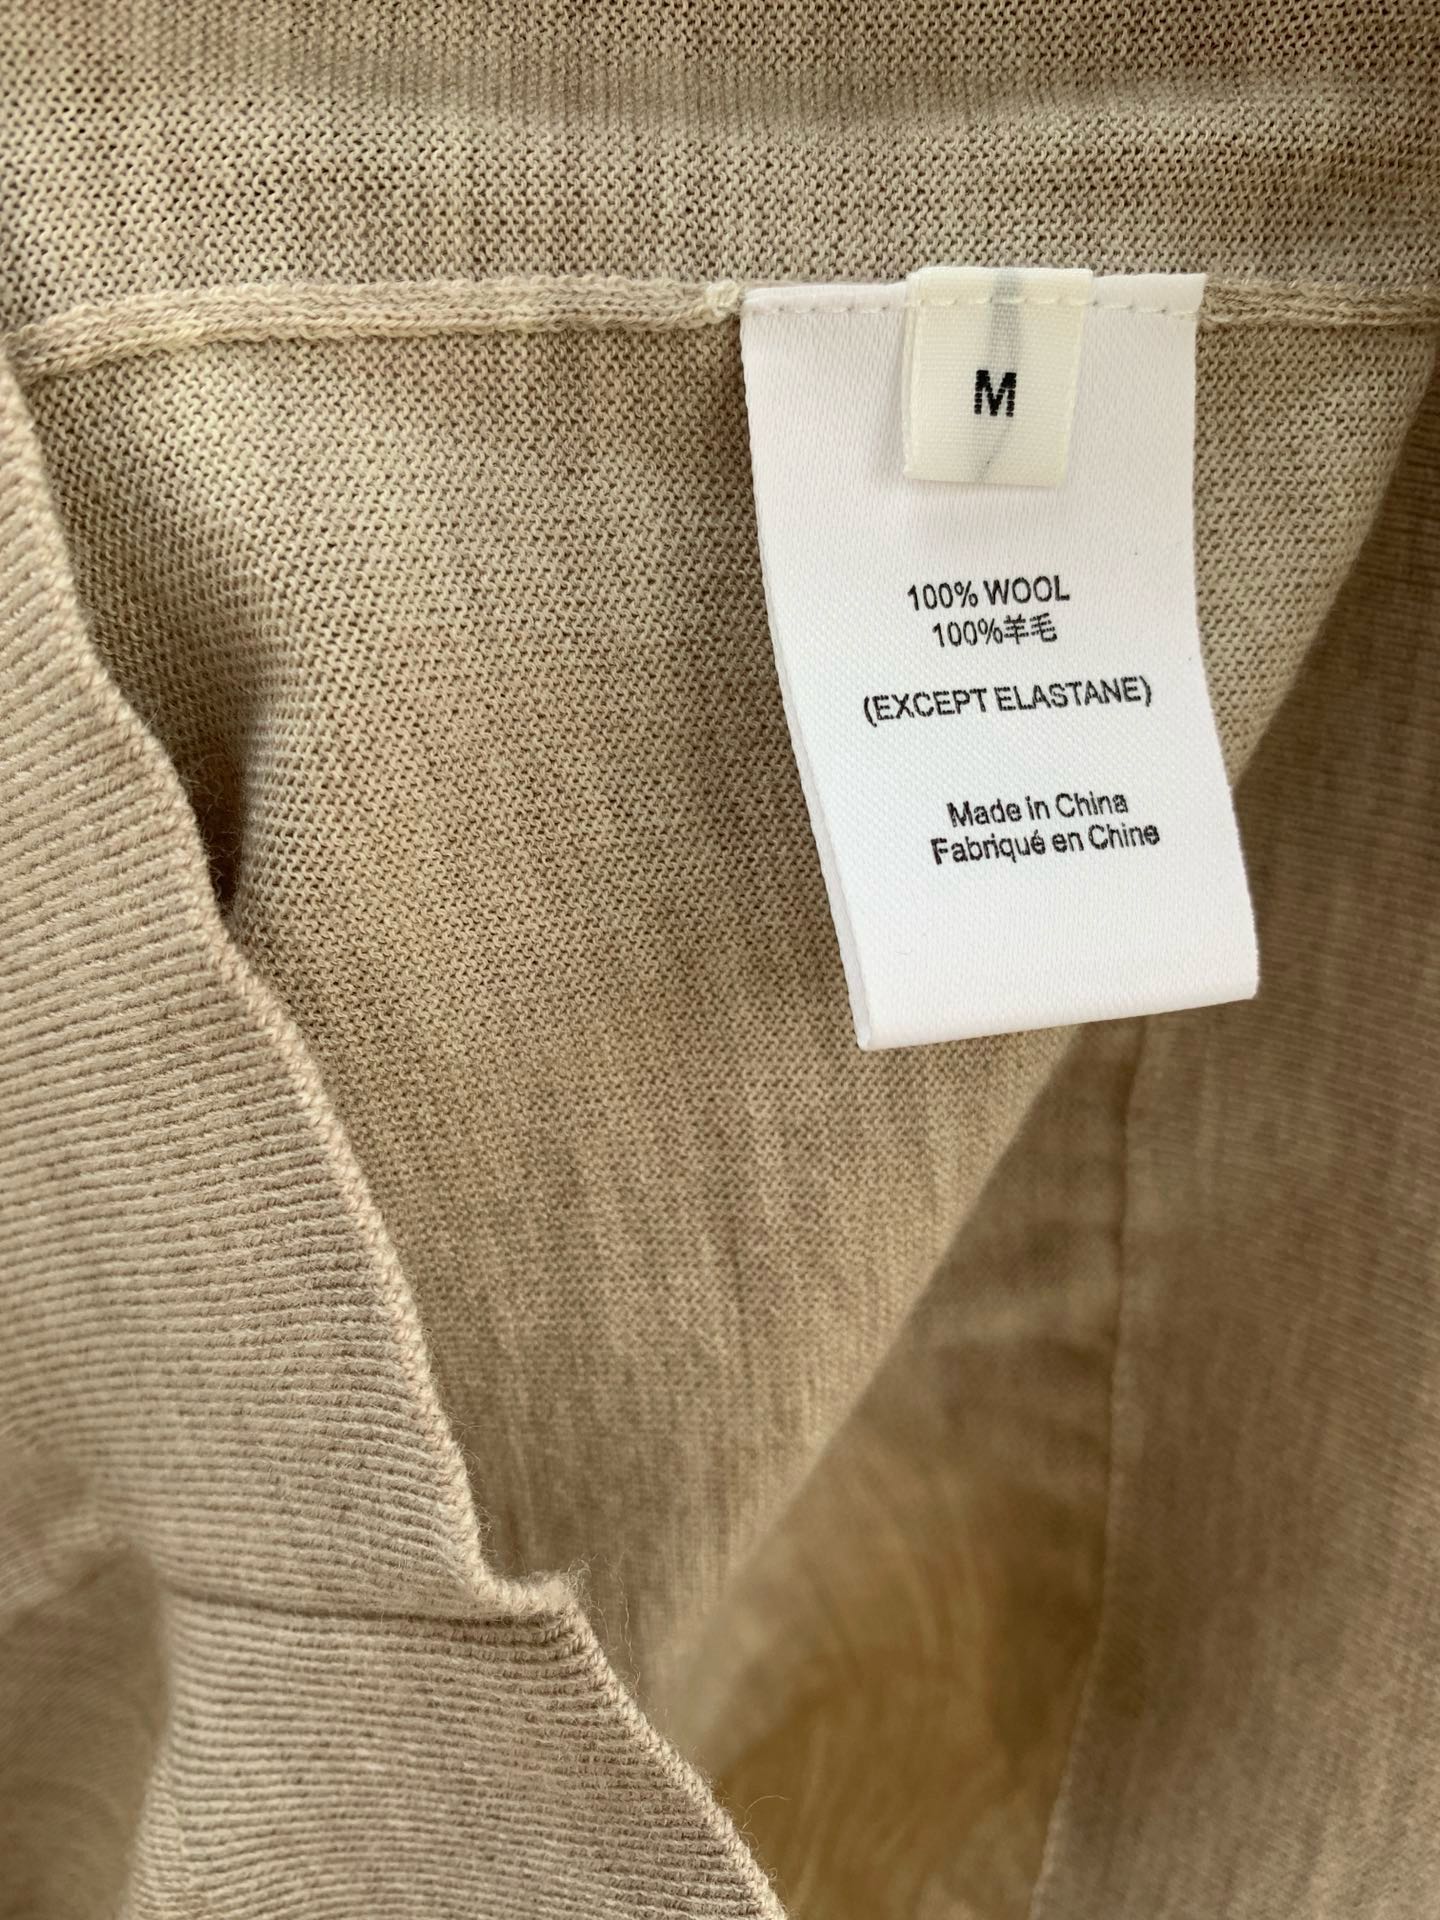 M
100% WOOL
100%羊毛
(EXCEPT ELASTANE)
Made in China
Fabriqué en Chine